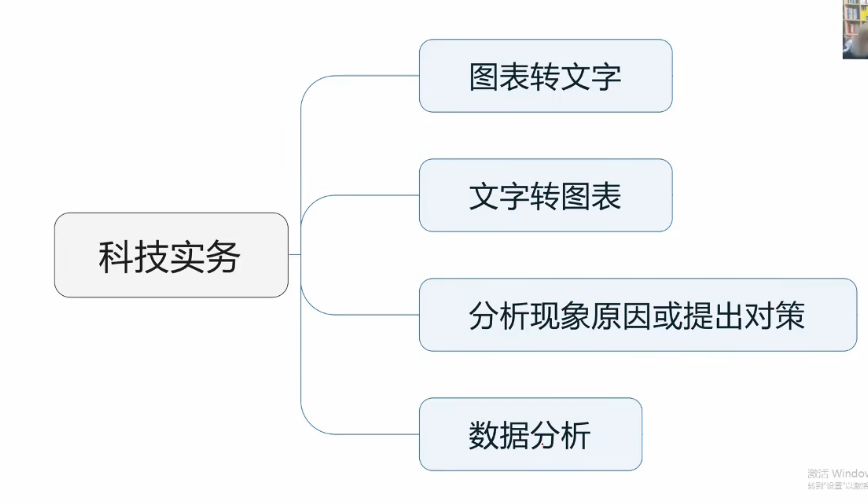 图表转文字
文字转图表
科技实务
分析现象原因或提出对策
数据分析
激活 Window
转到"设置"以激